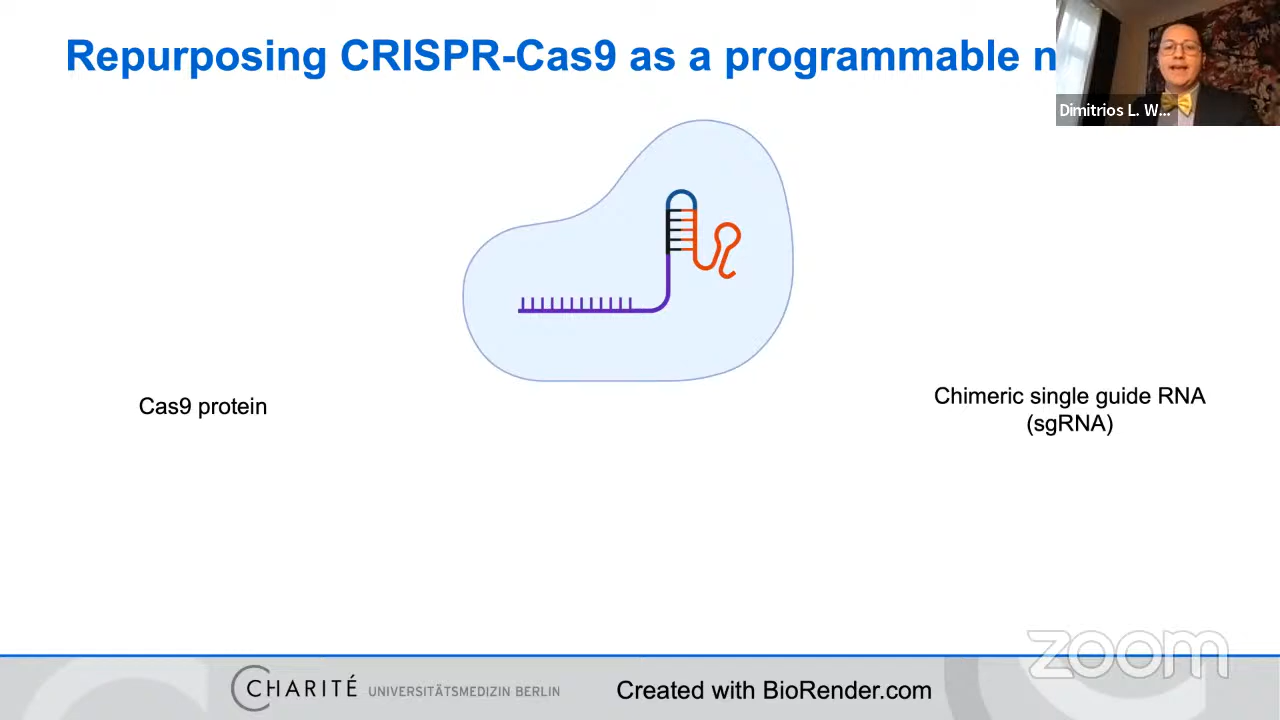 Repurposing CRISPR-Cas9 as a programmable n
Dimitrios L. W...
Cas9 protein
Chimeric single guide RNA
(sgRNA)
zoom
CHARITÉ UNIVERSITÄTSMEDIZIN BERLIN
Created with BioRender.com